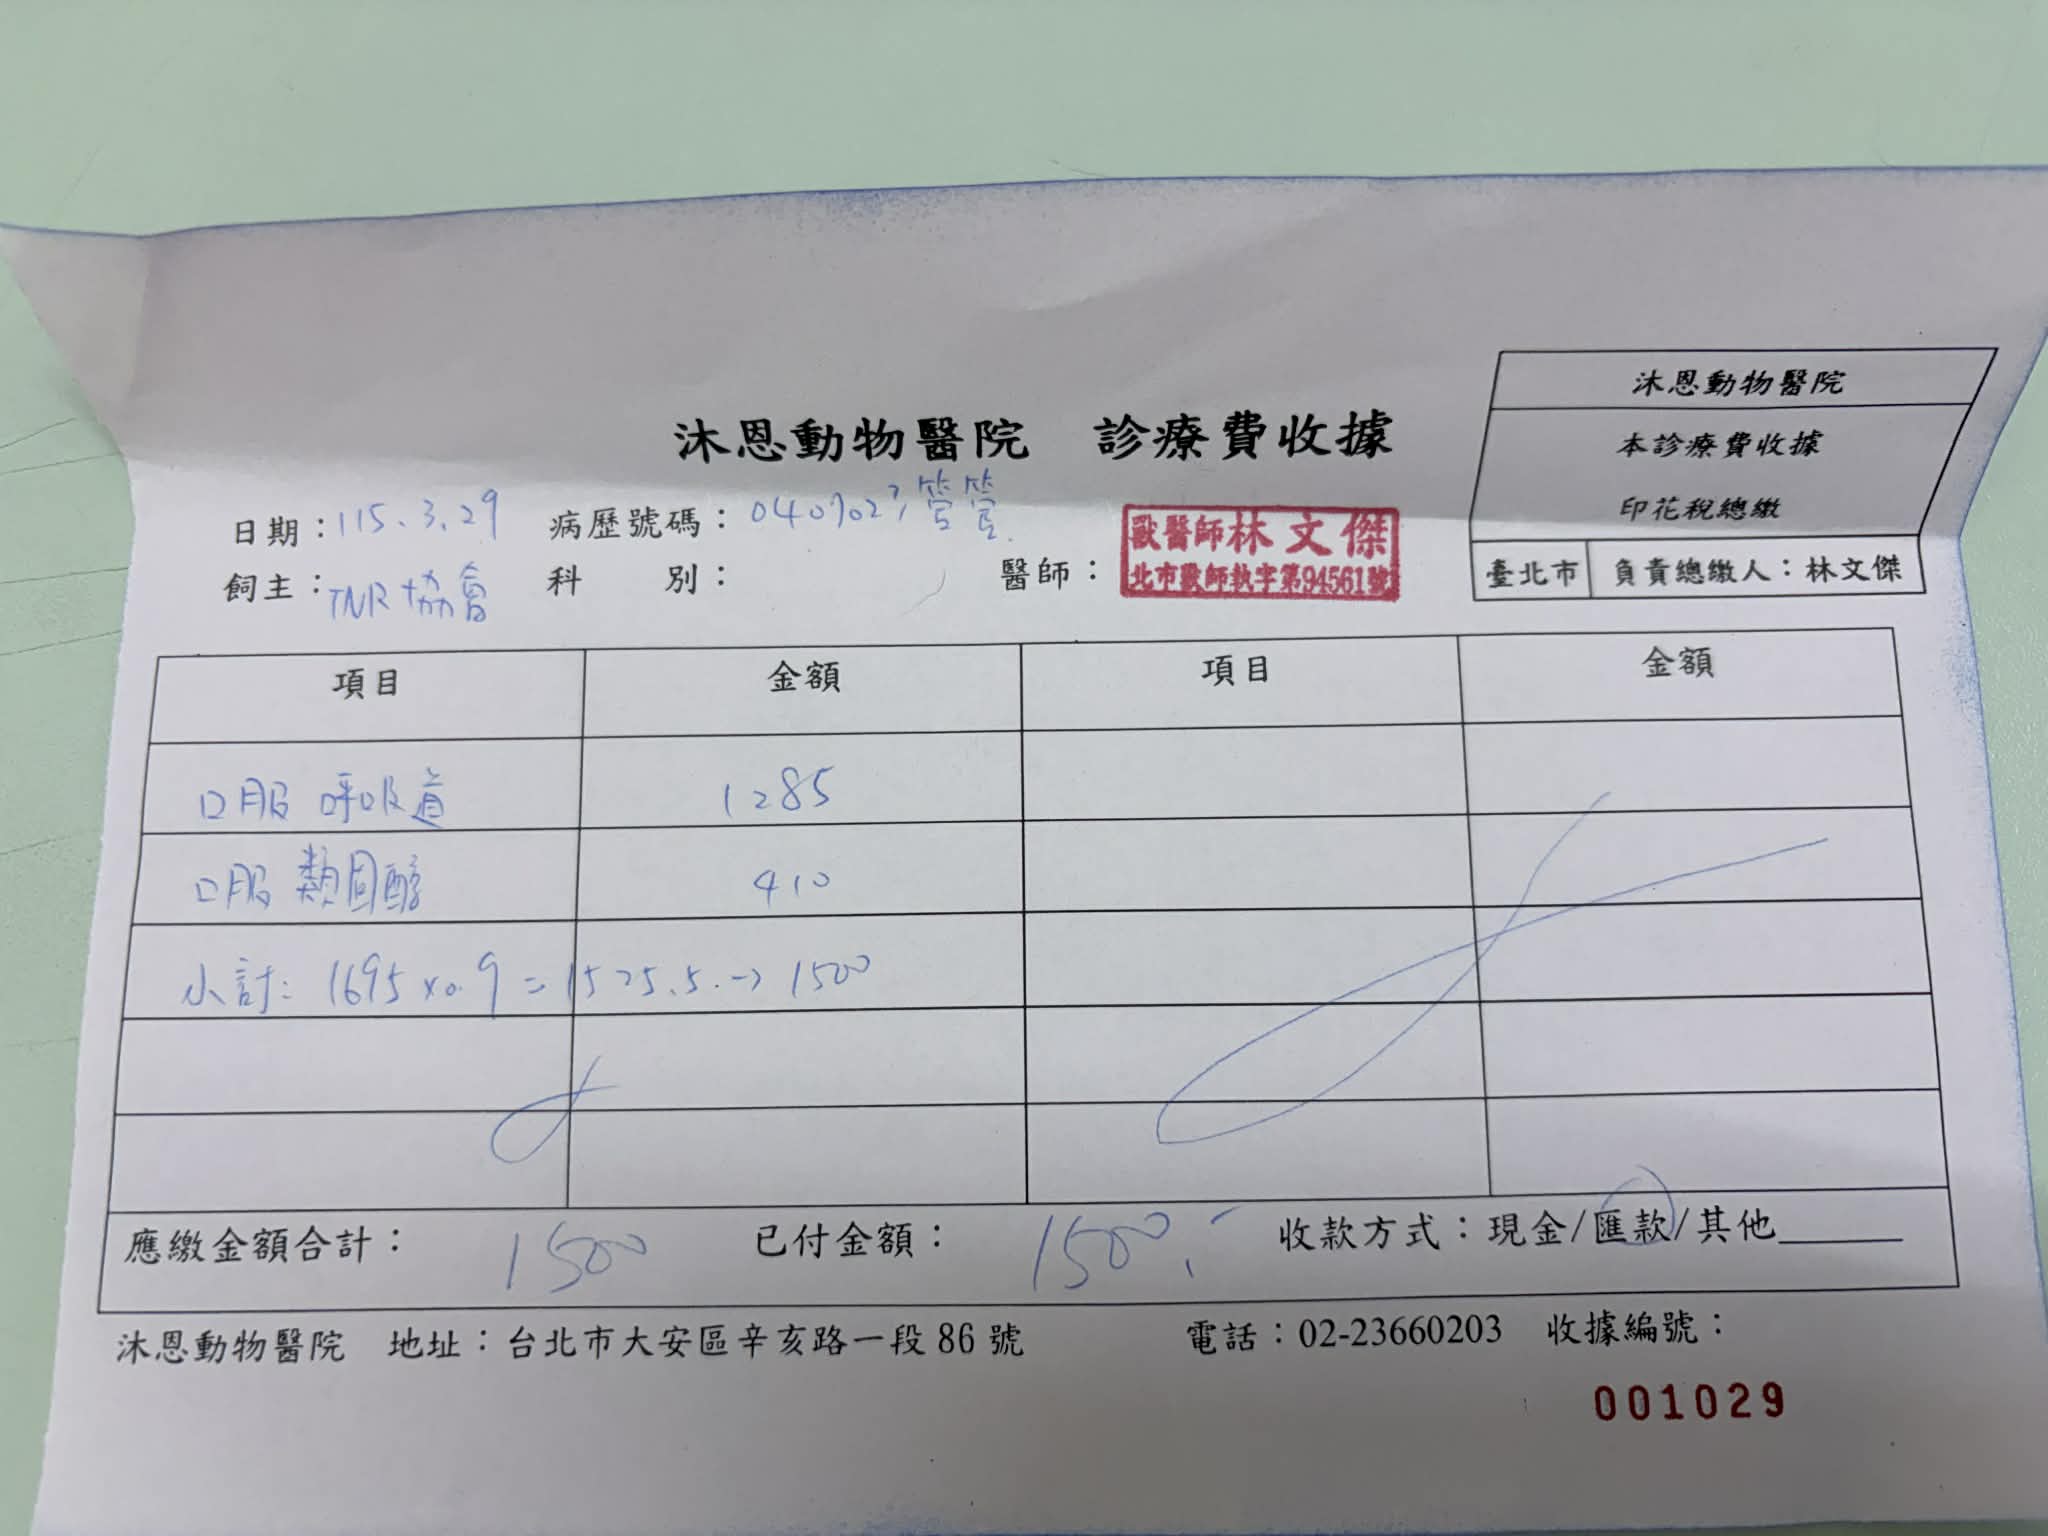 沐恩動物醫院 診療費收據
沐恩動物醫院
本診療費收據
印花稅總繳
臺北市 負責總繳人：林文傑
日期：115.3.29 病歷號碼： 管管
飼主：TNR協會 科 別： 醫師：
獸醫師林文傑
北市獸師執字第94561號
項目 金額 項目 金額
口服 呼吸道 1285
口服 類固醇 410
小計: 1695 x0.9 = 1525.5. → 1500
應繳金額合計： 1500 已付金額： 1500.- 收款方式：現金/匯款/其他
沐恩動物醫院 地址：台北市大安區辛亥路一段 86 號 電話：02-23660203 收據編號：
001029